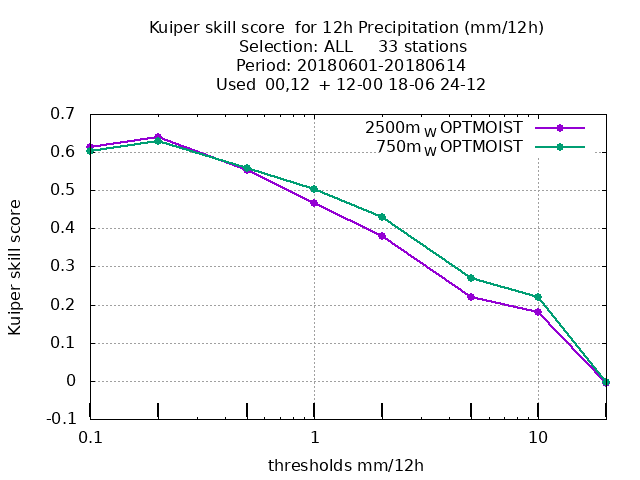 Kuiper skill score  for 12h Precipitation (mm/12h)
Selection: ALL     33 stations
Period: 20180601-20180614
Used  00,12  + 12-00 18-06 24-12
2500m W OPTMOIST
750m W OPTMOIST
Kuiper skill score
0.7
0.6
0.5
0.4
0.3
0.2
0.1
0
-0.1
0.1 1 10
thresholds mm/12h